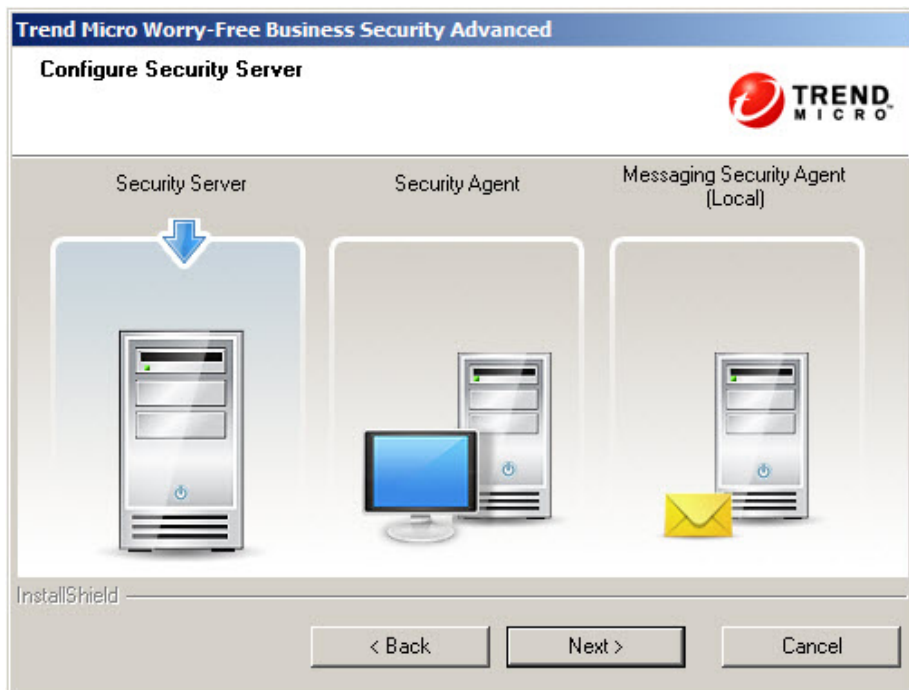 Trend Micro Worry-Free Business Security Advanced
Configure Security Server
TREND
MICRO
Security Server
Security Agent
Messaging Security Agent
(Local)
InstallShield
< Back
Next >
Cancel